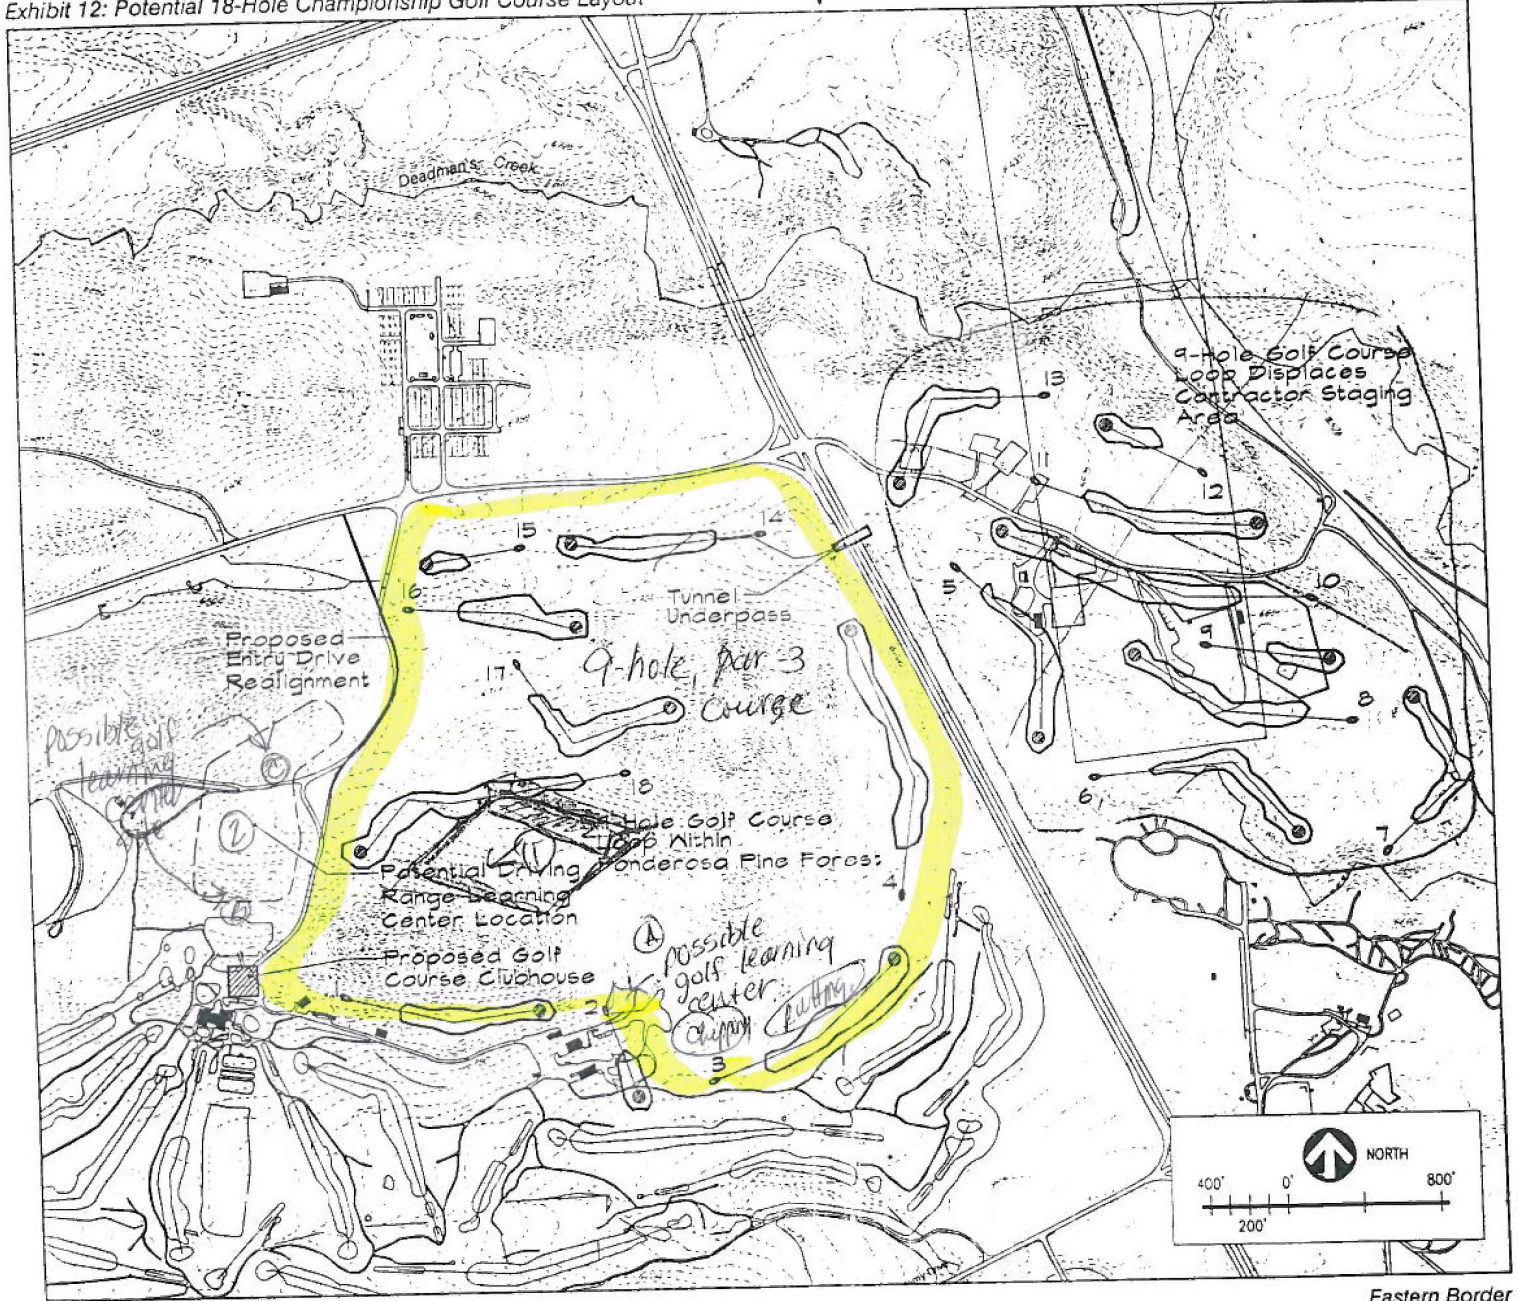 Exhibit 12: Potential 18-Hole Championship Golf Course Layout
Deadman's Creek
9-Hole Golf Course
Loop Displaces
Contractor Staging
Area
13
11
12
15
14
16
5
10
Tunnel
Underpass
Proposed
Entry Drive
Realignment
9
17
9-hole, par-3
course
8
possible
golf
learning
center
C
18
6
7
2
9-Hole Golf Course
Loop Within
Ponderosa Pine Forest
Potential Driving
Range Learning
Center Location
4
A
possible
golf learning
center
chipping
putting
Proposed Golf
Course Clubhouse
1
2
3
NORTH
400' 0' 800'
200'
Eastern Border